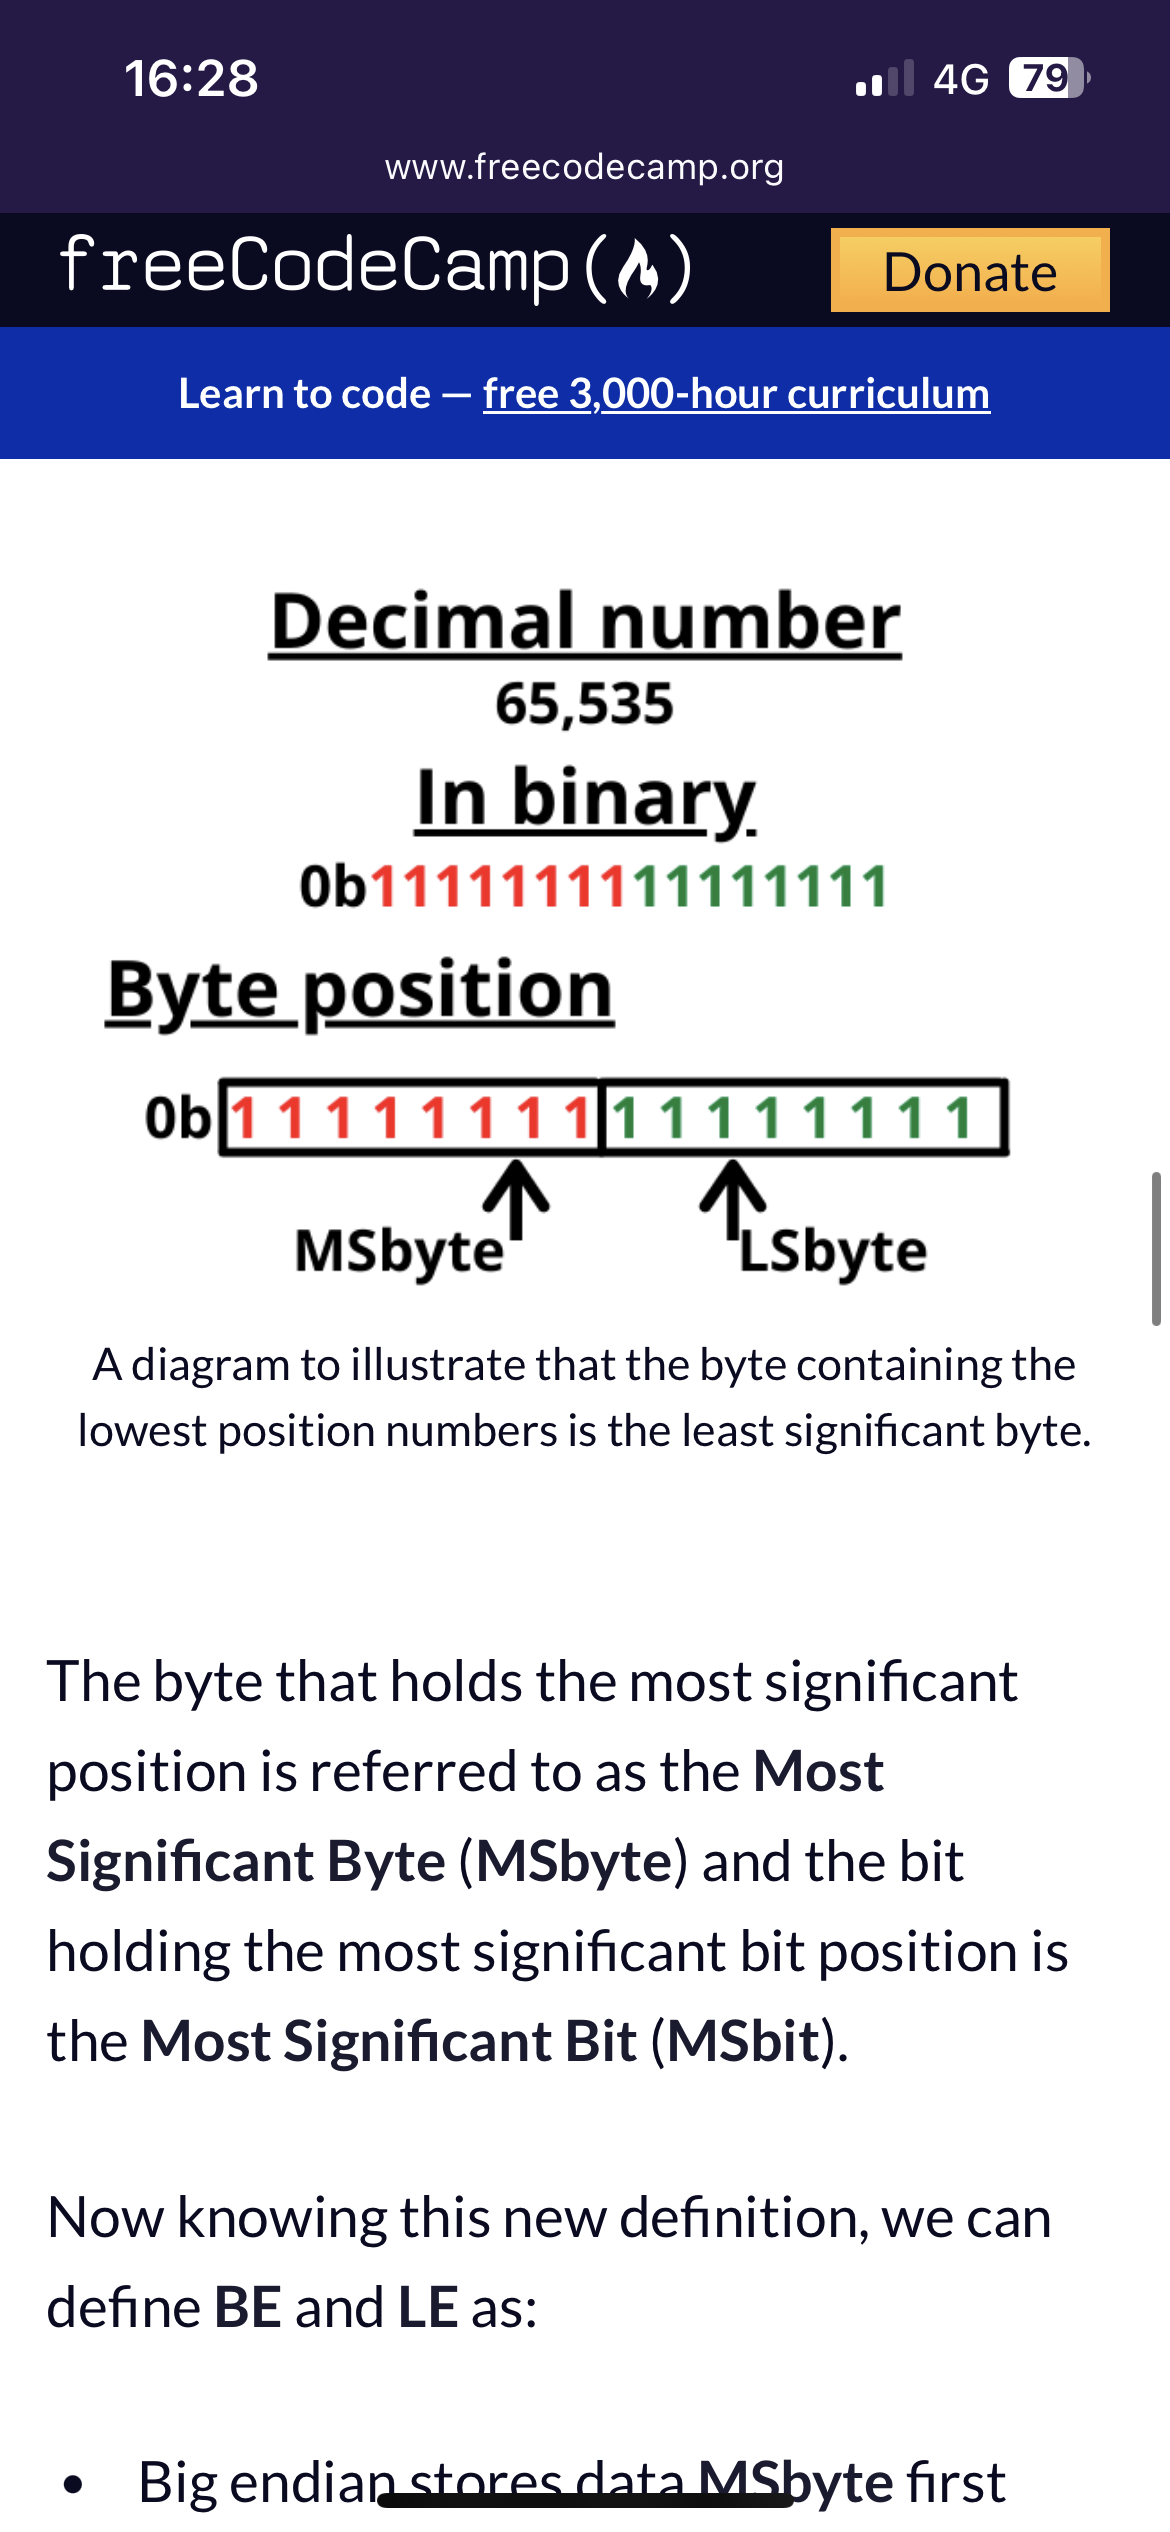 16:28 4G 79
www.freecodecamp.org
freeCodeCamp() Donate
Learn to code — free 3,000-hour curriculum
Decimal number
65,535
In binary
0b1111111111111111
Byte position
0b 1 1 1 1 1 1 1 1 1 1 1 1 1 1 1 1
MSbyte LSbyte
A diagram to illustrate that the byte containing the
lowest position numbers is the least significant byte.
The byte that holds the most significant
position is referred to as the Most
Significant Byte (MSbyte) and the bit
holding the most significant bit position is
the Most Significant Bit (MSbit).
Now knowing this new definition, we can
define BE and LE as:
• Big endian stores data MSbyte first